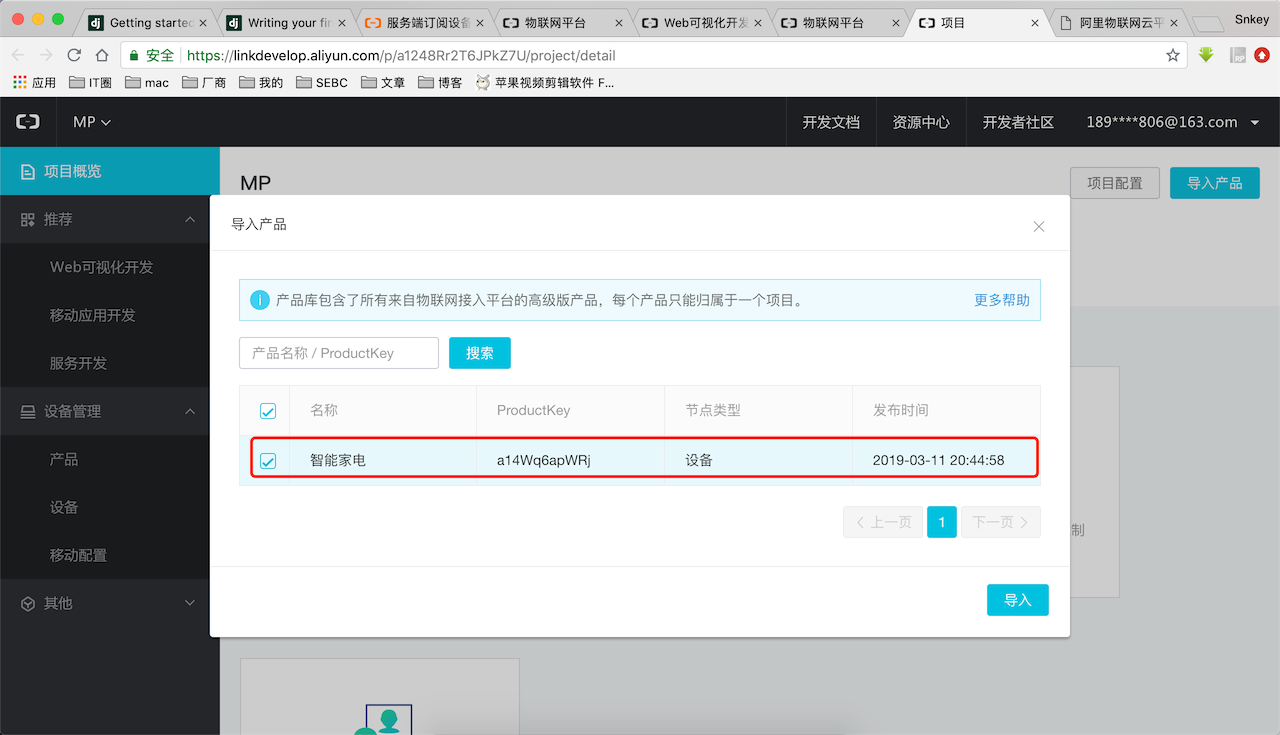 Getting starte
Writing your fir
服务端订阅设备
物联网平台
Web可视化开发
物联网平台
项目
阿里物联网云平
Snkey
安全
https://linkdevelop.aliyun.com/p/a1248Rr2T6JPkZ7U/project/detail
应用
IT圈
mac
厂商
我的
SEBC
文章
博客
苹果视频剪辑软件 F...
MP
开发文档
资源中心
开发者社区
189****806@163.com
项目概览
推荐
Web可视化开发
移动应用开发
服务开发
设备管理
产品
设备
移动配置
其他
MP
项目配置
导入产品
导入产品
产品库包含了所有来自物联网接入平台的高级版产品，每个产品只能归属于一个项目。
更多帮助
产品名称 / ProductKey
搜索
名称 ProductKey 节点类型 发布时间
智能家电 a14Wq6apWRj 设备 2019-03-11 20:44:58
上一页 1 下一页
制
导入